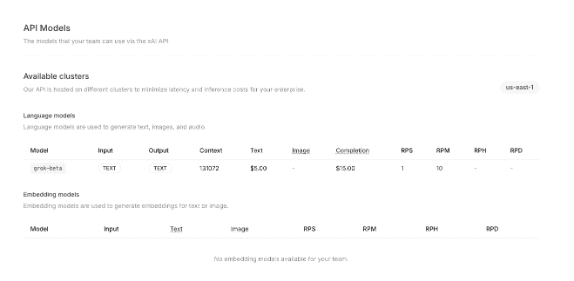 API Models
The models that your team can use via the xAI API
Available clusters
Our API is hosted on different clusters to minimize latency and inference costs for your enterprise.
us-east-1
Language models
Language models are used to generate text, images, and audio.
Model Input Output Context Text Image Completion RPS RPM RPH RPD
grok-beta TEXT TEXT 131072 $5.00 - $15.00 1 10 - -
Embedding models
Embedding models are used to generate embeddings for text or image.
Model Input Text Image RPS RPM RPH RPD
No embedding models available for your team.